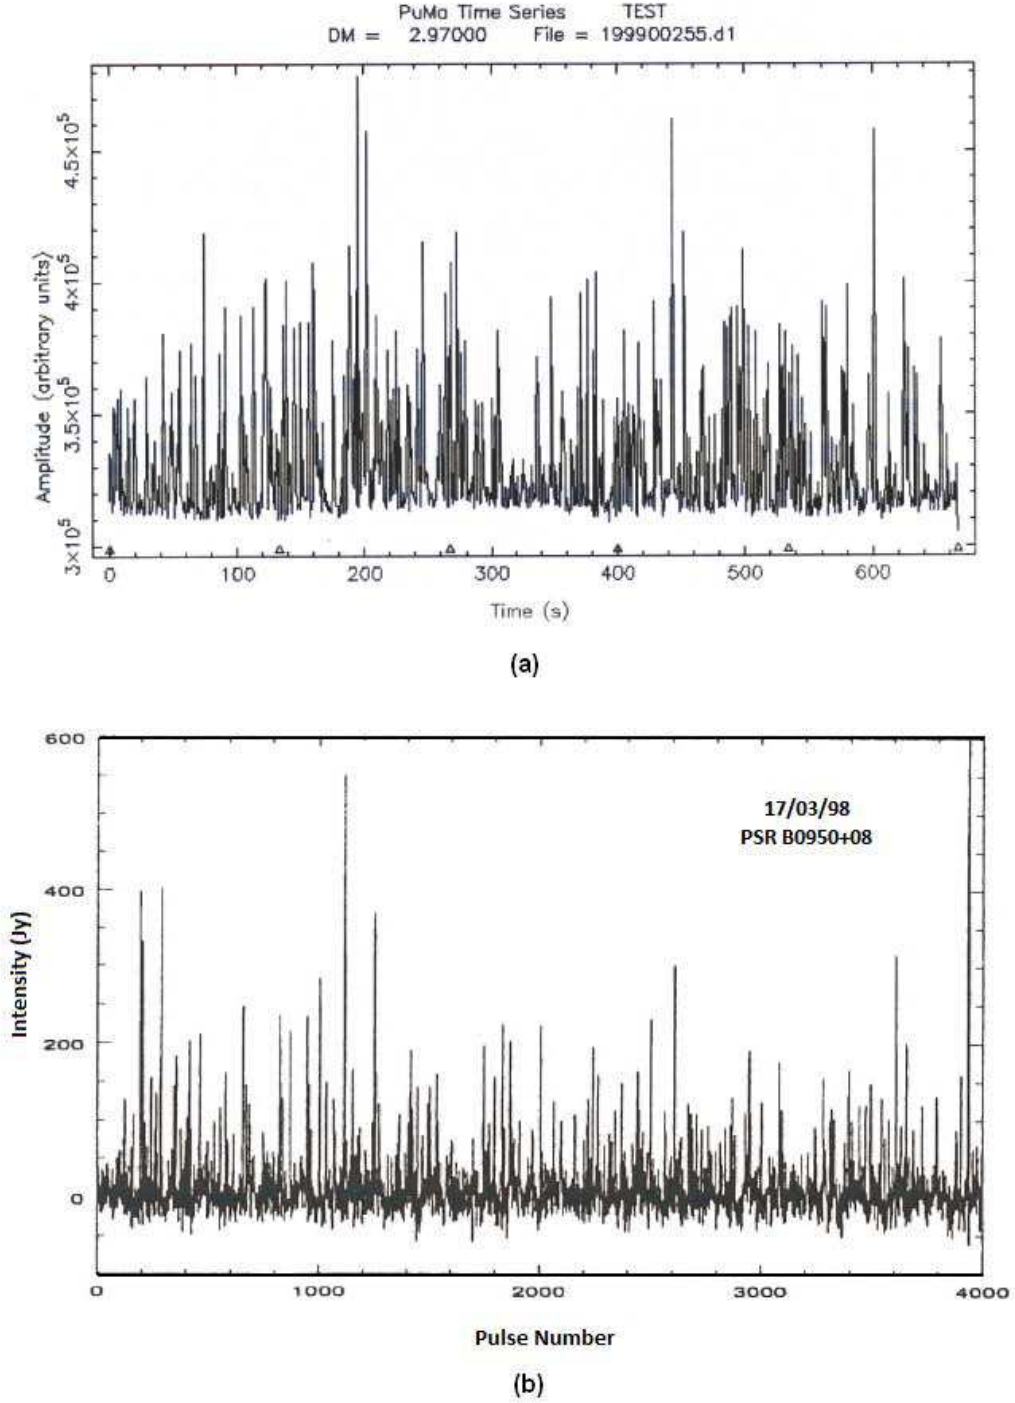 PuMa Time Series TEST
DM = 2.97000 File = 199900255.d1
4.5×10⁵
4×10⁵
3.5×10⁵
3×10⁵
Amplitude (arbitrary units)
0 100 200 300 400 500 600
Time (s)
(a)
600
400
200
0
Intensity (Jy)
17/03/98
PSR B0950+08
0 1000 2000 3000 4000
Pulse Number
(b)